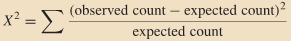 X² = ∑ (observed count − expected count)² / expected count